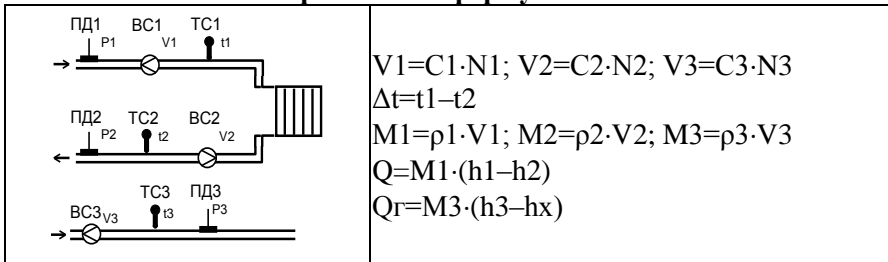 ПД1 ВС1 ТС1
P1 V1 t1
ПД2 ТС2 ВС2
P2 t2 V2
ТС3 ПД3
ВС3 V3 t3 P3
V1=C1·N1; V2=C2·N2; V3=C3·N3
Δt=t1–t2
M1=ρ1·V1; M2=ρ2·V2; M3=ρ3·V3
Q=M1·(h1–h2)
Qг=M3·(h3–hx)